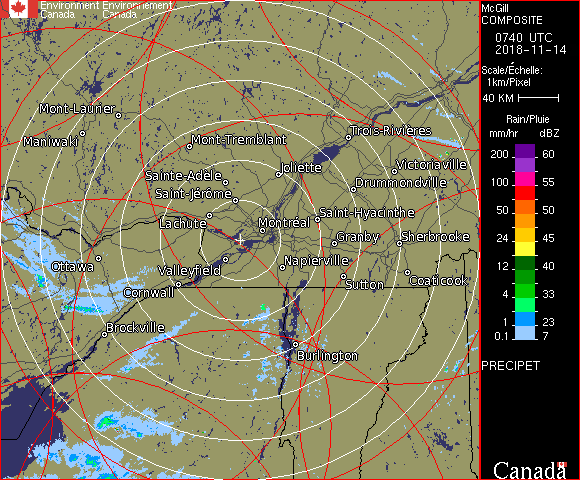 Environment Environnement
Canada Canada
McGill
COMPOSITE
0740 UTC
2018-11-14
Scale/Échelle:
1km/Pixel
40 KM
Rain/Pluie
mm/hr dBZ
200 60
100 55
50 50
24 45
12 40
4 33
1 23
0.1 7
PRECIPET
Canada
Mont-Laurier
Maniwaki
Mont-Tremblant
Trois-Rivières
Joliette
Victoriaville
Sainte-Adèle
Drummondville
Saint-Jérôme
Saint-Hyacinthe
Lachute
Montréal
Granby
Sherbrooke
Ottawa
Valleyfield
Napierville
Sutton
Coaticook
Cornwall
Brockville
Burlington